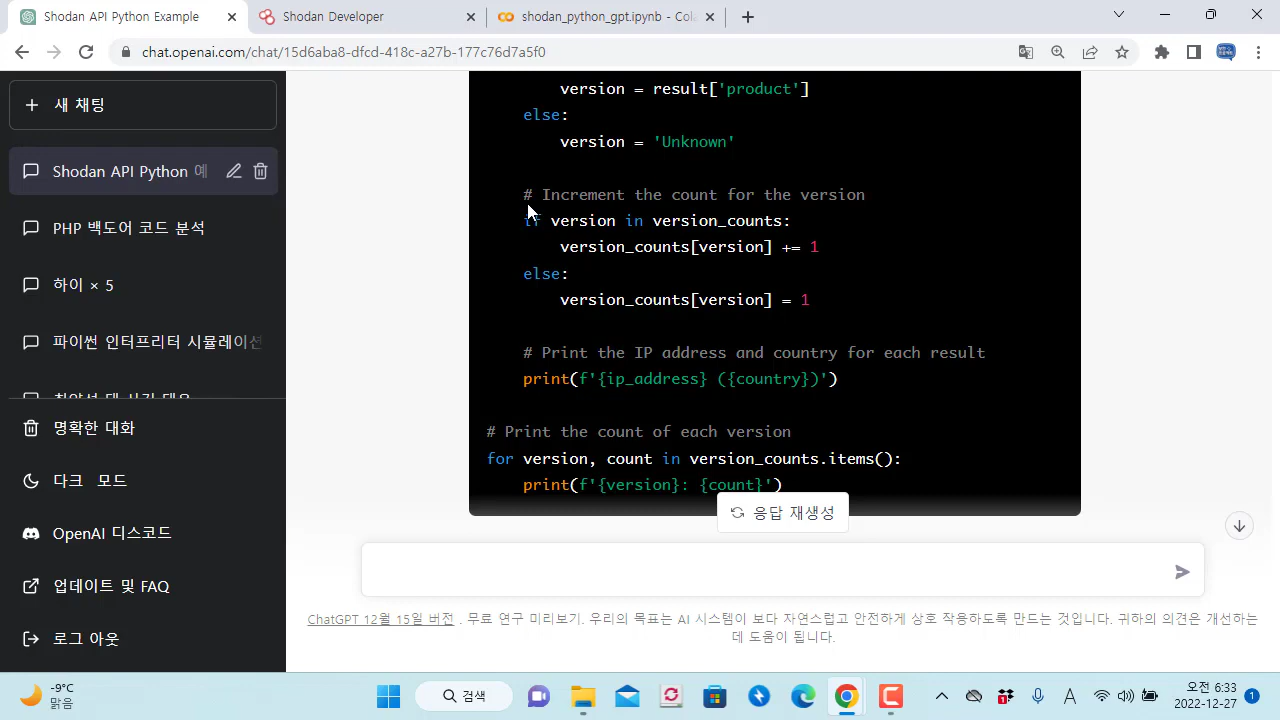 Shodan API Python Example
Shodan Developer
shodan_python_gpt.ipynb - Col
chat.openai.com/chat/15d6aba8-dfcd-418c-a27b-177c76d7a5f0
새 채팅
Shodan API Python 예
PHP 백도어 코드 분석
하이 × 5
파이썬 인터프리터 시뮬레이션
명확한 대화
다크 모드
OpenAI 디스코드
업데이트 및 FAQ
로그 아웃
version = result['product']
else:
version = 'Unknown'
# Increment the count for the version
if version in version_counts:
version_counts[version] += 1
else:
version_counts[version] = 1
# Print the IP address and country for each result
print(f'{ip_address} ({country})')
# Print the count of each version
for version, count in version_counts.items():
print(f'{version}: {count}')
응답 재생성
ChatGPT 12월 15일 버전 . 무료 연구 미리보기. 우리의 목표는 AI 시스템이 보다 자연스럽고 안전하게 상호 작용하도록 만드는 것입니다. 귀하의 의견은 개선하는
데 도움이 됩니다.
-9°C
맑음
검색
A
오전 6:33
2022-12-27
1